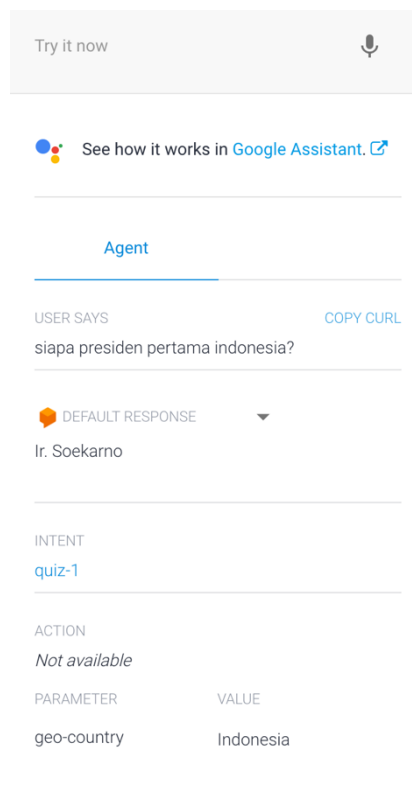 Try it now
See how it works in Google Assistant.
Agent
USER SAYS COPY CURL
siapa presiden pertama indonesia?
DEFAULT RESPONSE
Ir. Soekarno
INTENT
quiz-1
ACTION
Not available
PARAMETER VALUE
geo-country Indonesia